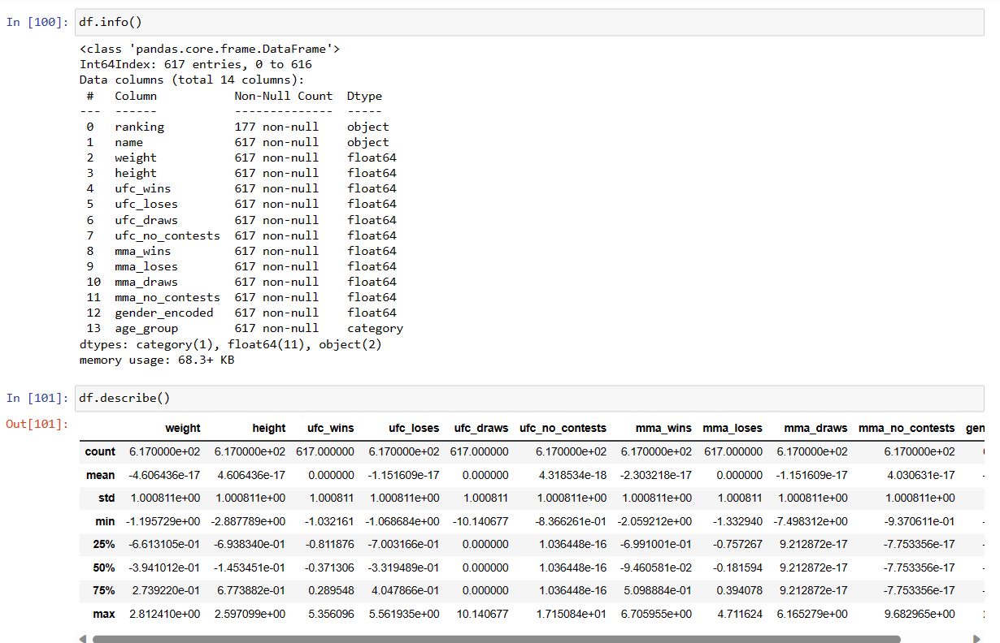 In [100]: df.info()
<class 'pandas.core.frame.DataFrame'>
Int64Index: 617 entries, 0 to 616
Data columns (total 14 columns):
 #   Column           Non-Null Count  Dtype
---  ------           --------------  -----
 0   ranking          177 non-null    object
 1   name             617 non-null    object
 2   weight           617 non-null    float64
 3   height           617 non-null    float64
 4   ufc_wins         617 non-null    float64
 5   ufc_loses        617 non-null    float64
 6   ufc_draws        617 non-null    float64
 7   ufc_no_contests  617 non-null    float64
 8   mma_wins         617 non-null    float64
 9   mma_loses        617 non-null    float64
 10  mma_draws        617 non-null    float64
 11  mma_no_contests  617 non-null    float64
 12  gender_encoded   617 non-null    float64
 13  age_group        617 non-null    category
dtypes: category(1), float64(11), object(2)
memory usage: 68.3+ KB
In [101]: df.describe()
Out[101]:
weight height ufc_wins ufc_loses ufc_draws ufc_no_contests mma_wins mma_loses mma_draws mma_no_contests gen
count 6.170000e+02 6.170000e+02 617.000000 6.170000e+02 617.000000 6.170000e+02 6.170000e+02 617.000000 6.170000e+02 6.170000e+02
mean -4.606436e-17 4.606436e-17 0.000000 -1.151609e-17 0.000000 4.318534e-18 -2.303218e-17 0.000000 -1.151609e-17 4.030631e-17
std 1.000811e+00 1.000811e+00 1.000811 1.000811e+00 1.000811 1.000811e+00 1.000811e+00 1.000811 1.000811e+00 1.000811e+00
min -1.195729e+00 -2.887789e+00 -1.032161 -1.068684e+00 -10.140677 -8.366261e-01 -2.059212e+00 -1.332940 -7.498312e+00 -9.370611e-01
25% -6.613105e-01 -6.938340e-01 -0.811876 -7.003166e-01 0.000000 1.036448e-16 -6.991001e-01 -0.757267 9.212872e-17 -7.753356e-17
50% -3.941012e-01 -1.453451e-01 -0.371306 -3.319489e-01 0.000000 1.036448e-16 -9.460581e-02 -0.181594 9.212872e-17 -7.753356e-17
75% 2.739220e-01 6.773882e-01 0.289548 4.047866e-01 0.000000 1.036448e-16 5.098884e-01 0.394078 9.212872e-17 -7.753356e-17
max 2.812410e+00 2.597099e+00 5.356096 5.561935e+00 10.140677 1.715084e+01 6.705955e+00 4.711624 6.165279e+00 9.682965e+00